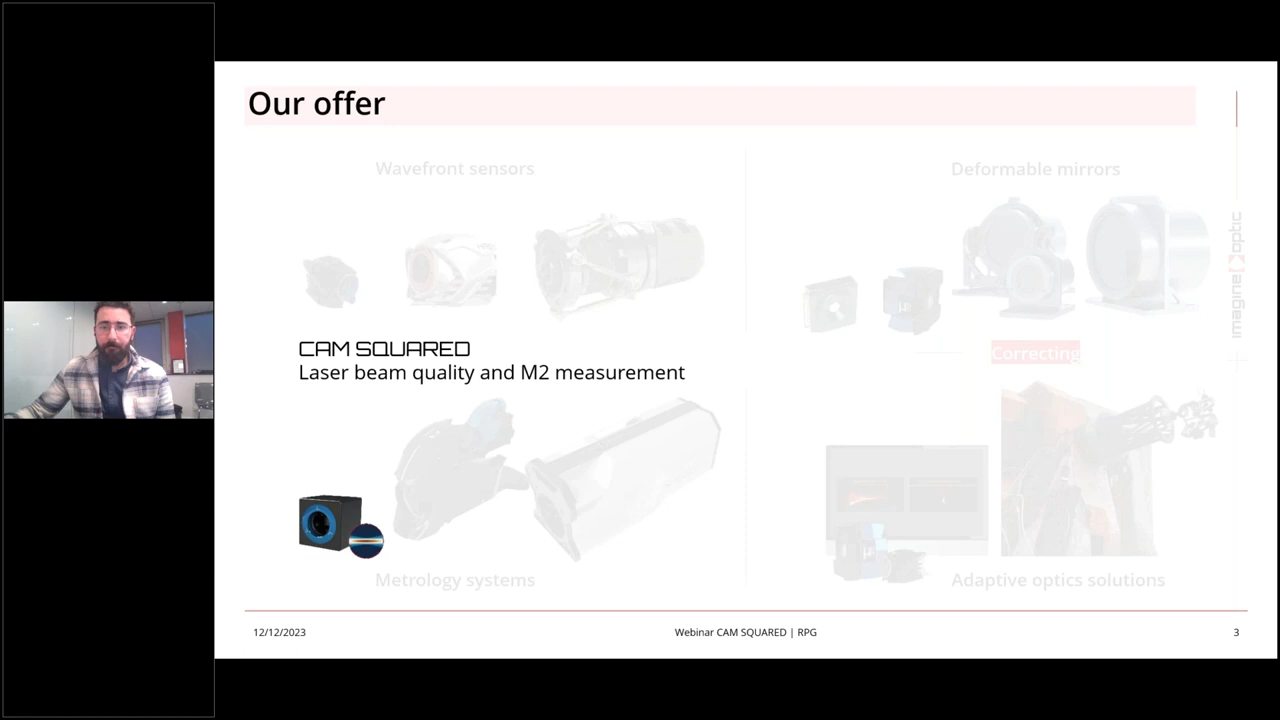 Our offer
Wavefront sensors
Deformable mirrors
imagine optic
Correcting
CAM SQUARED
Laser beam quality and M2 measurement
Metrology systems
Adaptive optics solutions
12/12/2023
Webinar CAM SQUARED | RPG
3